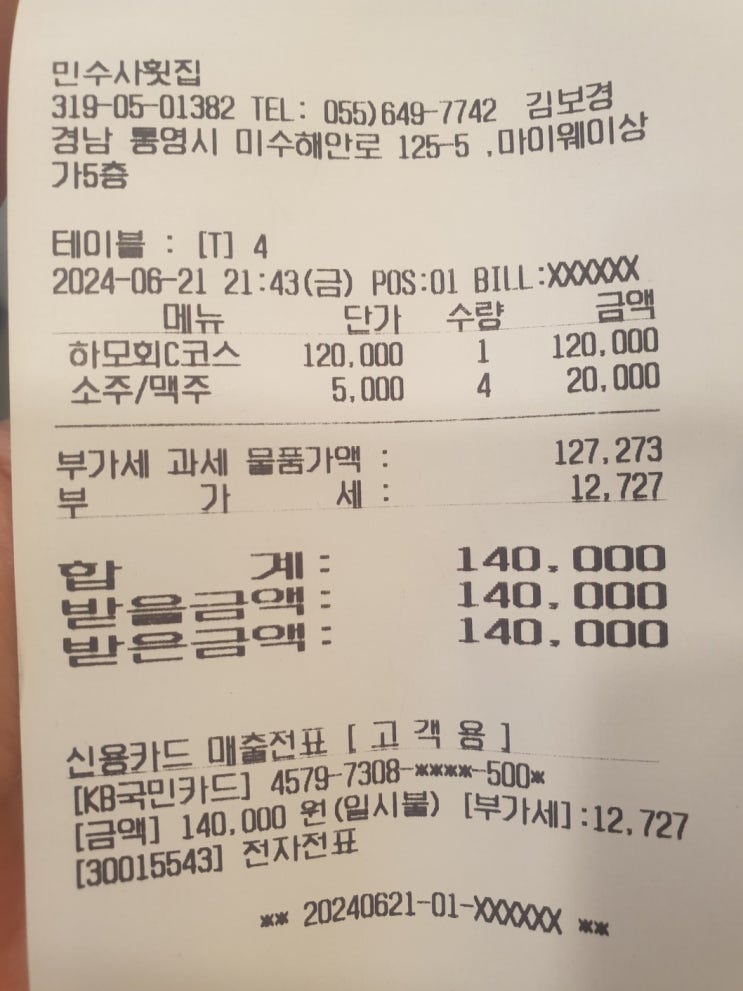 민수사횟집
319-05-01382 TEL: 055)649-7742 김보경
경남 통영시 미수해안로 125-5 ,마이웨이상
가5층
테이블 : [T] 4
2024-06-21 21:43(금) POS:01 BILL:XXXXXX
메뉴 단가 수량 금액
하모회C코스 120,000 1 120,000
소주/맥주 5,000 4 20,000
부가세 과세 물품가액 : 127,273
부 가 세 : 12,727
합 계 : 140,000
받을금액 : 140,000
받은금액 : 140,000
신용카드 매출전표 [ 고 객 용 ]
[KB국민카드] 4579-7308-****-500*
[금액] 140,000 원(일시불) [부가세]:12,727
[30015543] 전자전표
** 20240621-01-XXXXXX **